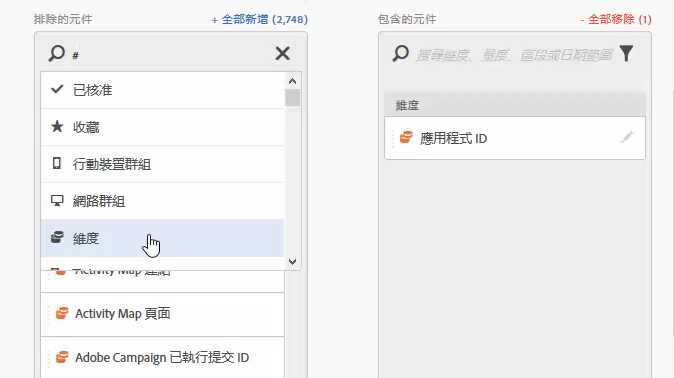 排除的元件
+ 全部新增 (2,748)
#
已核准
收藏
行動裝置群組
網路群組
維度
Activity Map 連結
Activity Map 頁面
Adobe Campaign 已執行提交 ID
包含的元件
- 全部移除 (1)
搜尋維度、量度、區段或日期範圍
維度
應用程式 ID